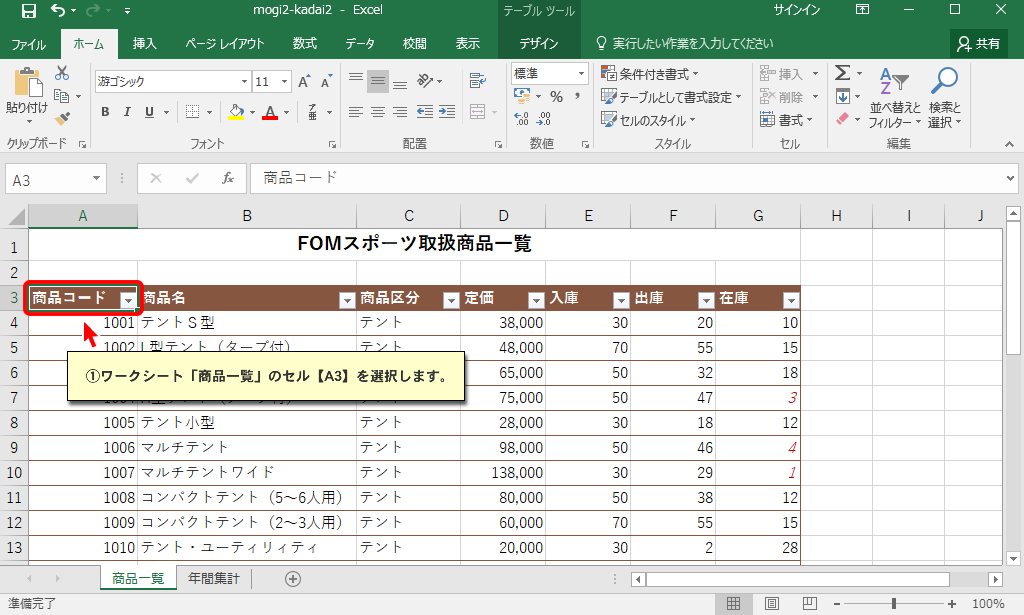 mogi2-kadai2 - Excel
テーブル ツール
サインイン
ファイル ホーム 挿入 ページ レイアウト 数式 データ 校閲 表示 デザイン 実行したい作業を入力してください 共有
貼り付け
游ゴシック 11
B I U
標準
% ,
条件付き書式
テーブルとして書式設定
セルのスタイル
挿入
削除
書式
並べ替えと フィルター
検索と 選択
クリップボード フォント 配置 数値 スタイル セル 編集
A3 fx 商品コード
A B C D E F G H I J
1 FOMスポーツ取扱商品一覧
2
3 商品コード 商品名 商品区分 定価 入庫 出庫 在庫
4 1001 テントS型 テント 38,000 30 20 10
5 1002 L型テント（タープ付） テント 48,000 70 55 15
6 65,000 50 32 18
7 75,000 50 47 3
①ワークシート「商品一覧」のセル【A3】を選択します。
8 1005 テント小型 テント 28,000 30 18 12
9 1006 マルチテント テント 98,000 50 46 4
10 1007 マルチテントワイド テント 138,000 30 29 1
11 1008 コンパクトテント（5～6人用） テント 80,000 50 38 12
12 1009 コンパクトテント（2～3人用） テント 60,000 70 55 15
13 1010 テント・ユーティリィティ テント 20,000 30 2 28
商品一覧 年間集計
準備完了 100%